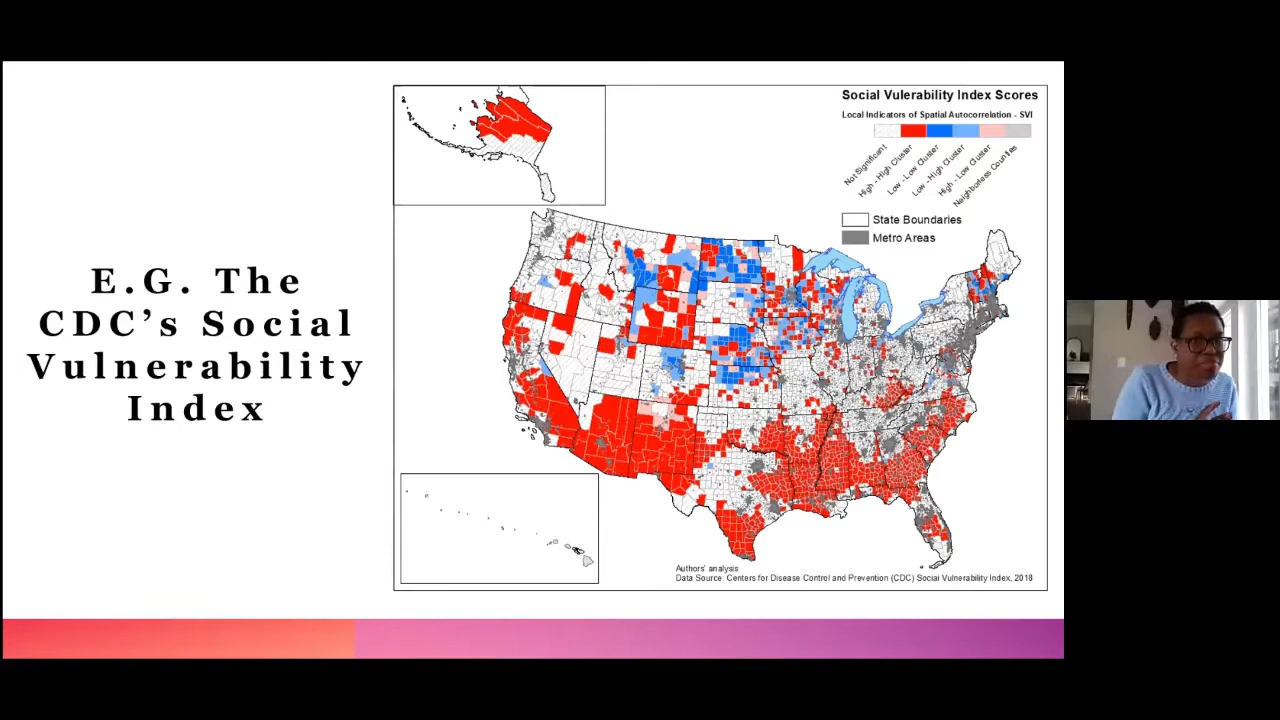 E.G. The
CDC’s Social
Vulnerability
Index
Social Vulerability Index Scores
Local Indicators of Spatial Autocorrelation - SVI
Not Significant
High - High Cluster
Low - Low Cluster
Low - High Cluster
High - Low Cluster
Neighborless Counties
State Boundaries
Metro Areas
Authors' analysis
Data Source: Centers for Disease Control and Prevention (CDC) Social Vulnerability Index, 2018